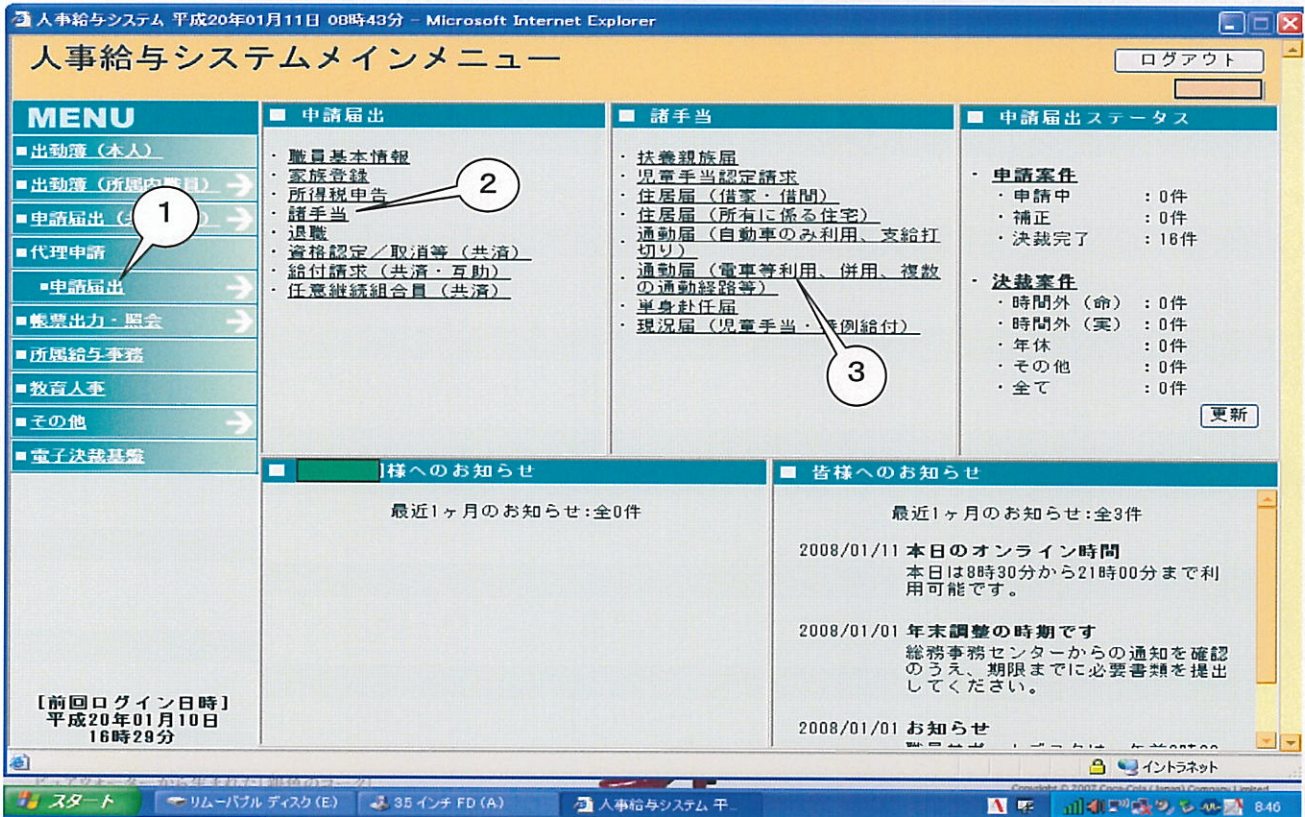 人事給与システム 平成20年01月11日 08時43分 - Microsoft Internet Explorer
人事給与システムメインメニュー
ログアウト
MENU
■出勤簿（本人）
■出勤簿（所属内職員）
■申請届出（
■代理申請
■申請届出
■帳票出力・照会
■所属給与事務
■教育人事
■その他
■電子決裁基盤
1
[前回ログイン日時]
平成20年01月10日
16時29分
■ 申請届出
・職員基本情報
・家族登録
・所得税申告
・諸手当
・退職
・資格認定／取消等（共済）
・給付請求（共済・互助）
・任意継続組合員（共済）
2
■ 諸手当
・扶養親族届
・児童手当認定請求
・住居届（借家・借間）
・住居届（所有に係る住宅）
・通勤届（自動車のみ利用、支給打
切り）
・通勤届（電車等利用、併用、複数
の通勤経路等）
・単身赴任届
・現況届（児童手当・特例給付）
3
■ 申請届出ステータス
・申請案件
・申請中 ：0件
・補正 ：0件
・決裁完了 ：16件
・決裁案件
・時間外（命） ：0件
・時間外（実） ：0件
・年休 ：0件
・その他 ：0件
・全て ：0件
更新
■ 様へのお知らせ
最近1ヶ月のお知らせ:全0件
■ 皆様へのお知らせ
最近1ヶ月のお知らせ:全3件
2008/01/11 本日のオンライン時間
本日は8時30分から21時00分まで利
用可能です。
2008/01/01 年末調整の時期です
総務事務センターからの通知を確認
のうえ、期限までに必要書類を提出
してください。
2008/01/01 お知らせ
イントラネット
スタート
リムーバブル ディスク (E:)
3.5 インチ FD (A:)
人事給与システム 平...
8:46